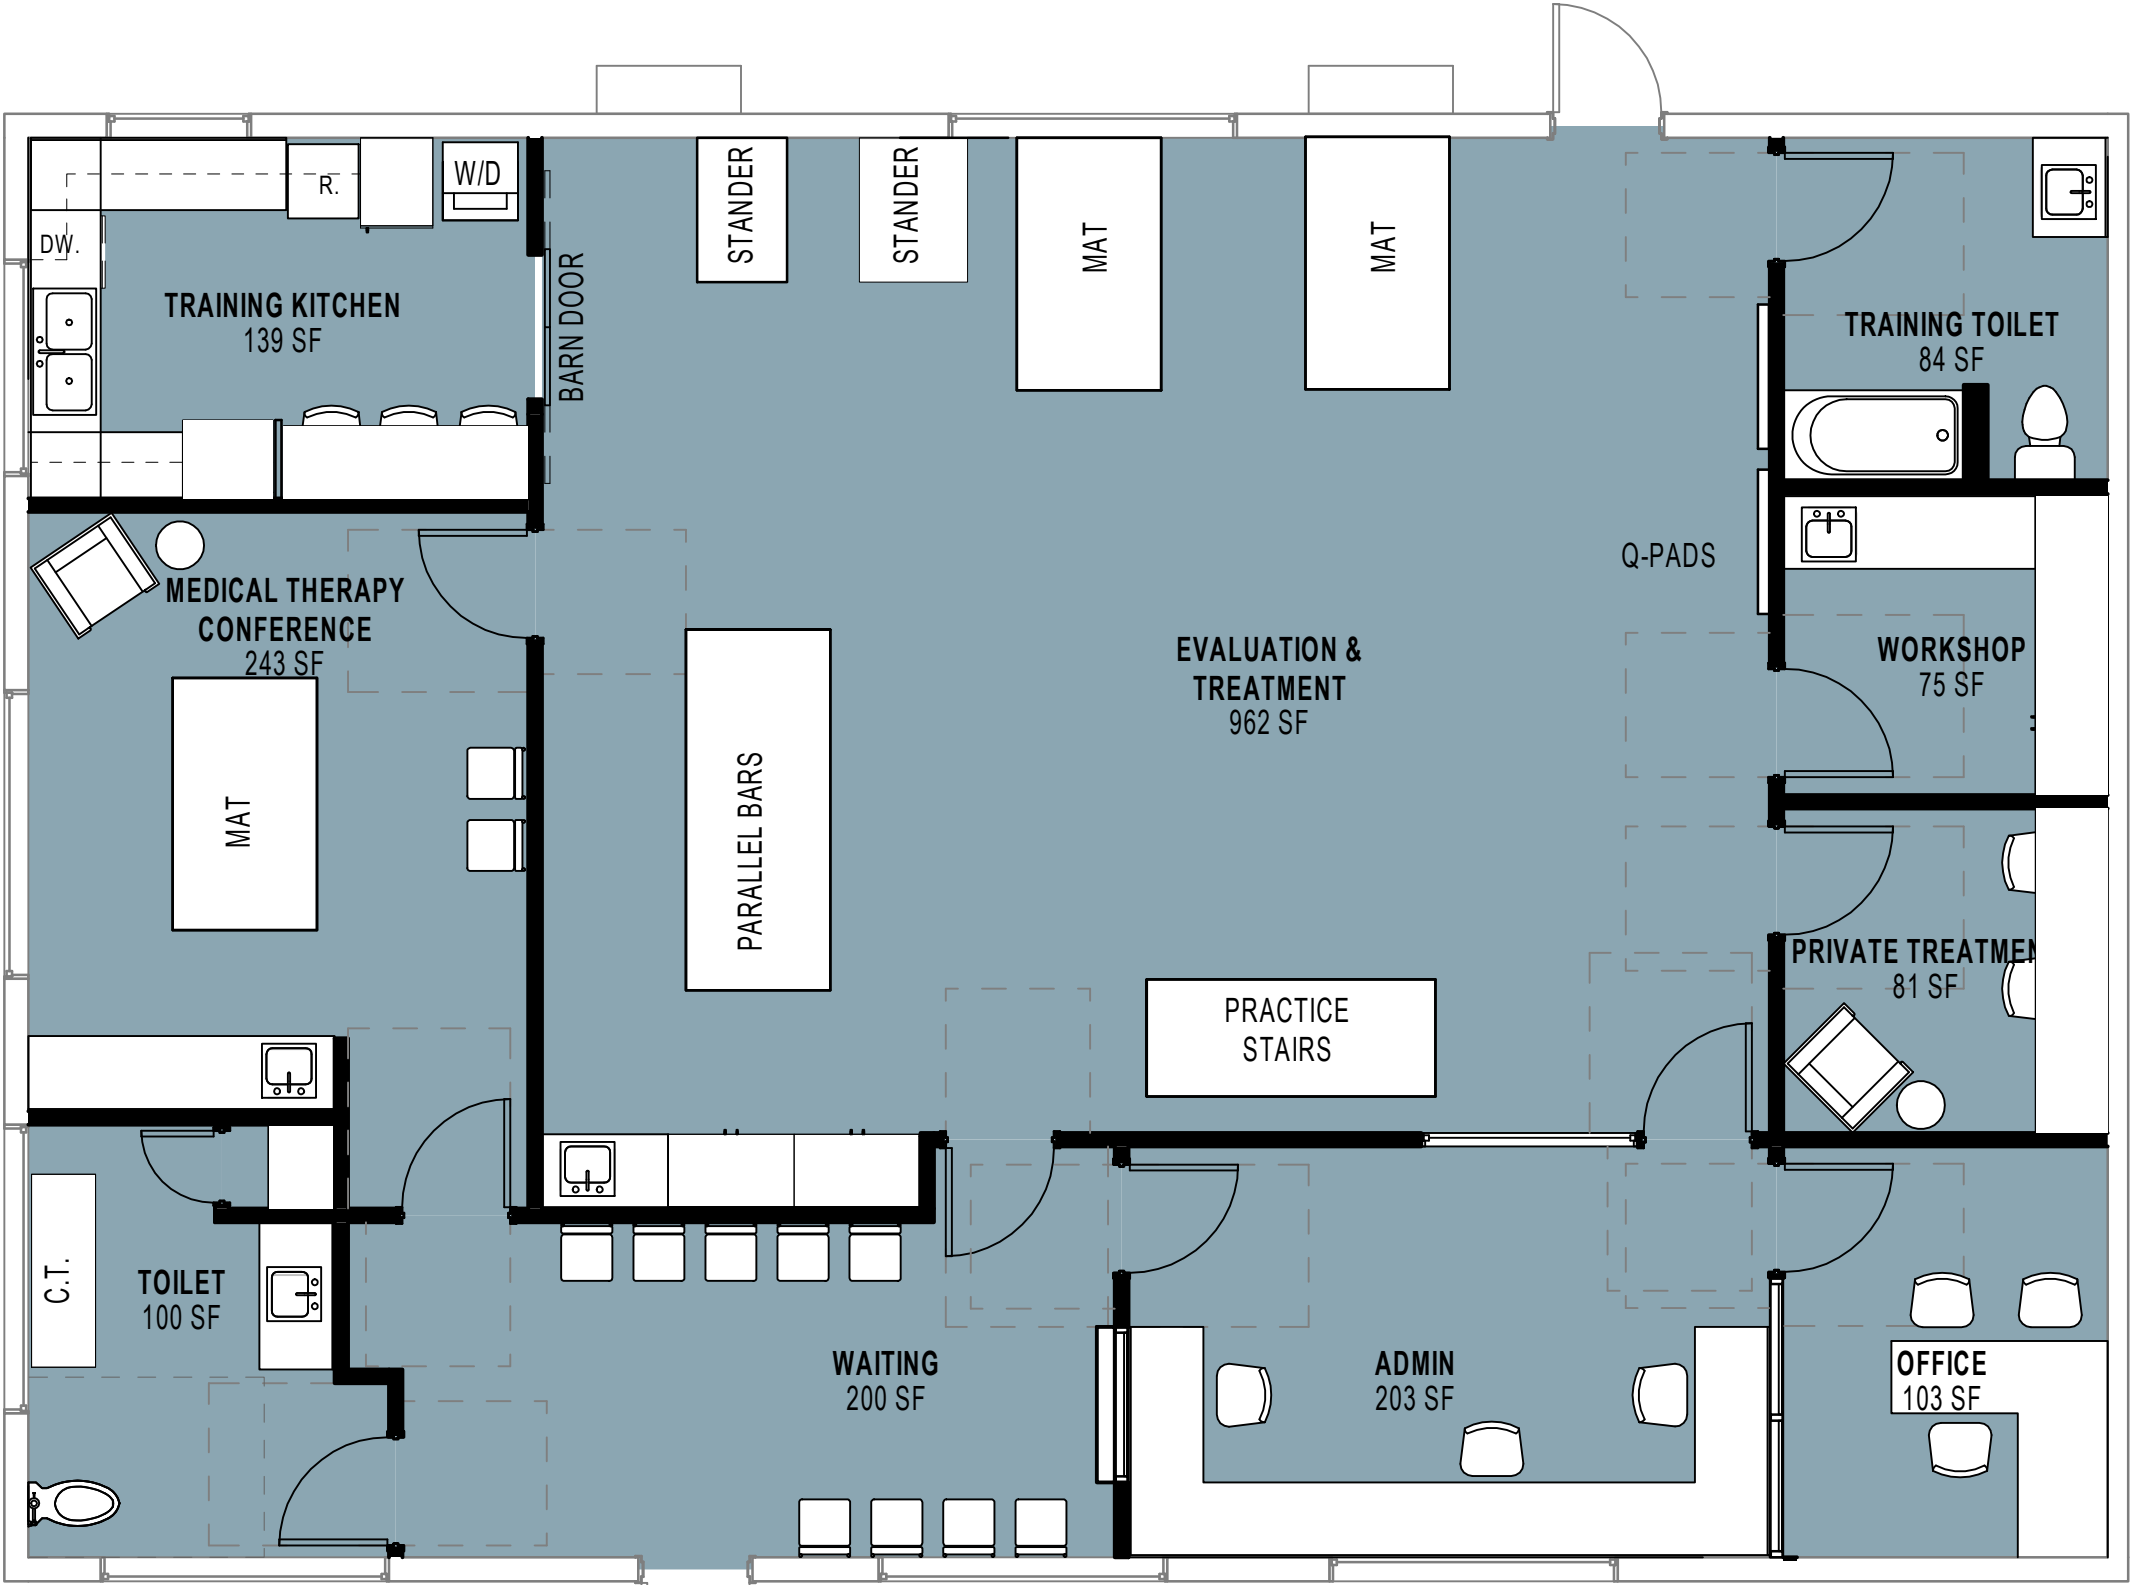 W/D
R.
DW.
STANDER
STANDER
MAT
MAT
BARN DOOR
TRAINING KITCHEN
139 SF
TRAINING TOILET
84 SF
Q-PADS
MEDICAL THERAPY
CONFERENCE
243 SF
EVALUATION &
TREATMENT
962 SF
WORKSHOP
75 SF
MAT
PARALLEL BARS
PRIVATE TREATMEN
81 SF
PRACTICE
STAIRS
C.T.
TOILET
100 SF
WAITING
200 SF
ADMIN
203 SF
OFFICE
103 SF